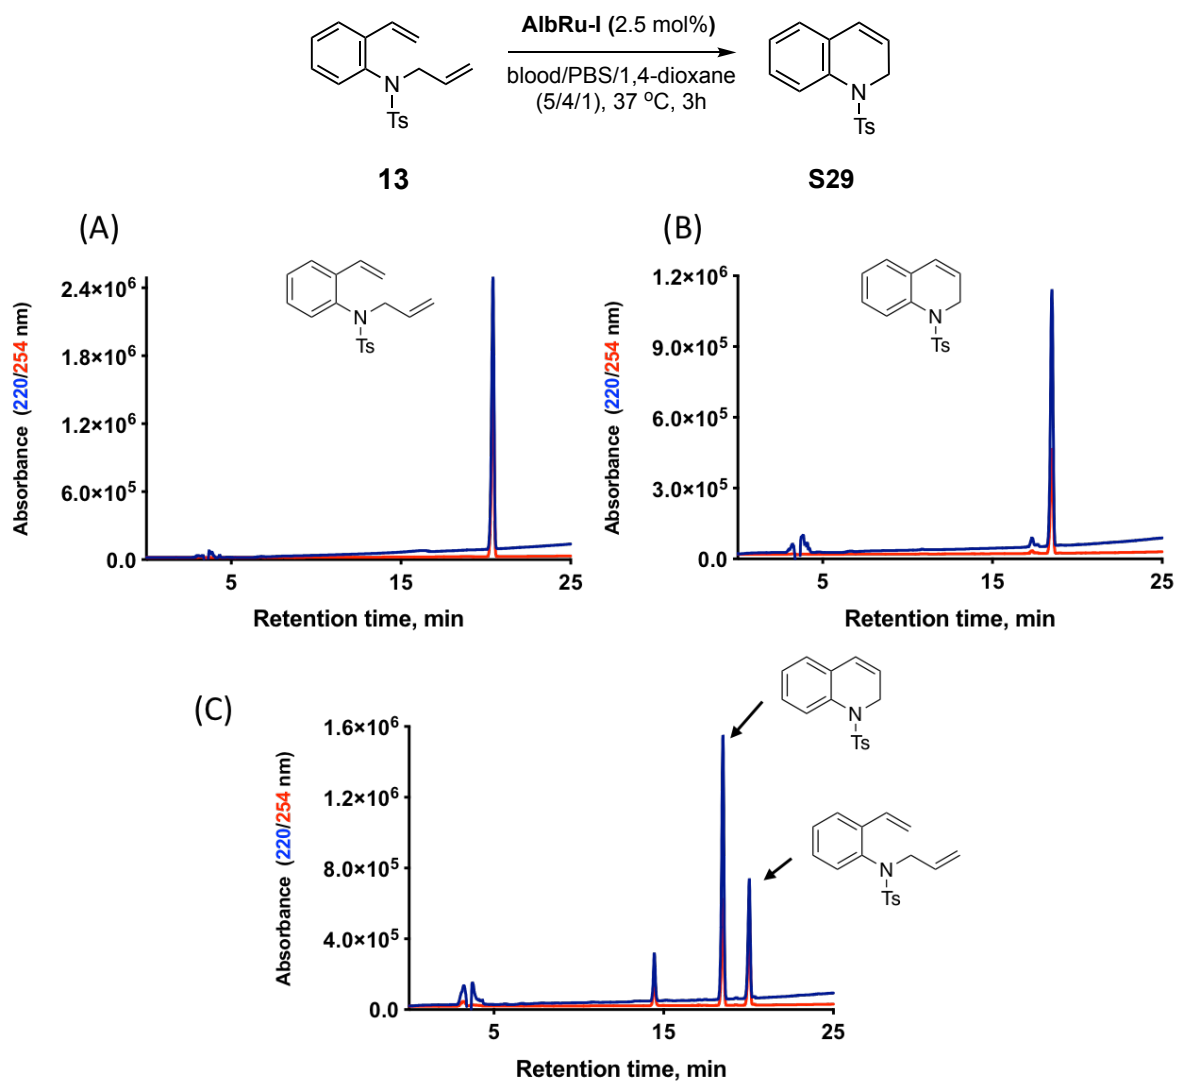 AlbRu-I (2.5 mol%)
blood/PBS/1,4-dioxane
(5/4/1), 37 ºC, 3h
N
Ts
N
Ts
13
S29
(A)
(B)
Absorbance (220/254 nm)
2.4×10⁶
1.8×10⁶
1.2×10⁶
6.0×10⁵
0.0
5
15
25
Retention time, min
N
Ts
Absorbance (220/254 nm)
1.2×10⁶
9.0×10⁵
6.0×10⁵
3.0×10⁵
0.0
5
15
25
Retention time, min
N
Ts
(C)
Absorbance (220/254 nm)
1.6×10⁶
1.2×10⁶
8.0×10⁵
4.0×10⁵
0.0
5
15
25
Retention time, min
N
Ts
N
Ts